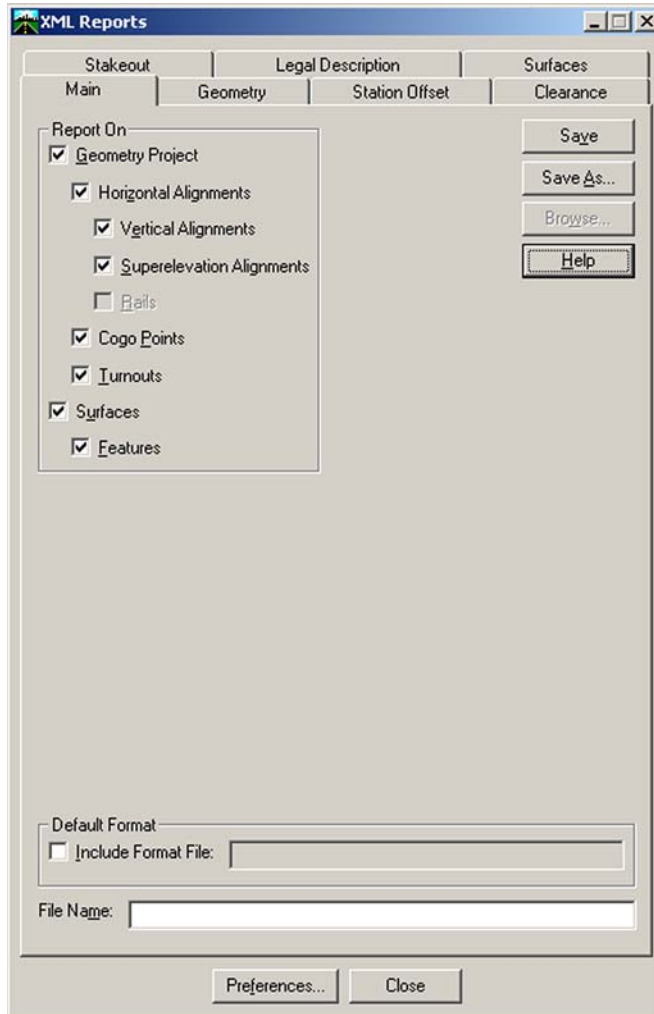 XML Reports
Stakeout Legal Description Surfaces
Main Geometry Station Offset Clearance
Report On
Geometry Project
Horizontal Alignments
Vertical Alignments
Superelevation Alignments
Rails
Cogo Points
Turnouts
Surfaces
Features
Save
Save As...
Browse...
Help
Default Format
Include Format File:
File Name:
Preferences... Close